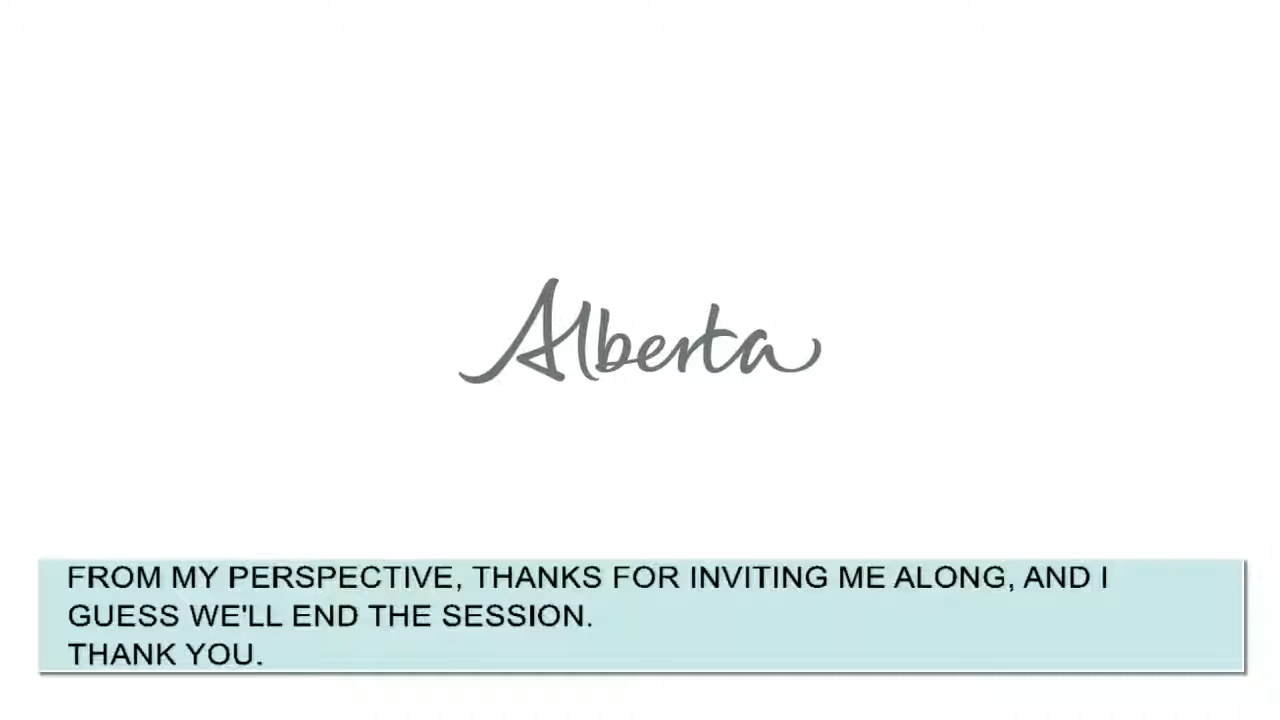 Alberta
FROM MY PERSPECTIVE, THANKS FOR INVITING ME ALONG, AND I
GUESS WE'LL END THE SESSION.
THANK YOU.